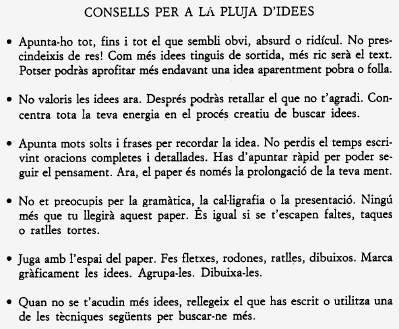 CONSELLS PER A LA PLUJA D'IDEES
• Apunta-ho tot, fins i tot el que sembli obvi, absurd o ridícul. No pres-
cindeixis de res! Com més idees tinguis de sortida, més ric serà el text.
Potser podràs aprofitar més endavant una idea aparentment pobra o folla.
• No valoris les idees ara. Després podràs retallar el que no t'agradi. Con-
centra tota la teva energia en el procés creatiu de buscar idees.
• Apunta mots solts i frases per recordar la idea. No perdis el temps escri-
vint oracions completes i detallades. Has d'apuntar ràpid per poder se-
guir el pensament. Ara, el paper és només la prolongació de la teva ment.
• No et preocupis per la gramàtica, la cal·ligrafia o la presentació. Ningú
més que tu llegirà aquest paper. És igual si se t'escapen faltes, taques
o ratlles tortes.
• Juga amb l'espai del paper. Fes fletxes, rodones, ratlles, dibuixos. Marca
gràficament les idees. Agrupa-les. Dibuixa-les.
• Quan no se t'acudin més idees, rellegeix el que has escrit o utilitza una
de les tècniques següents per buscar-ne més.